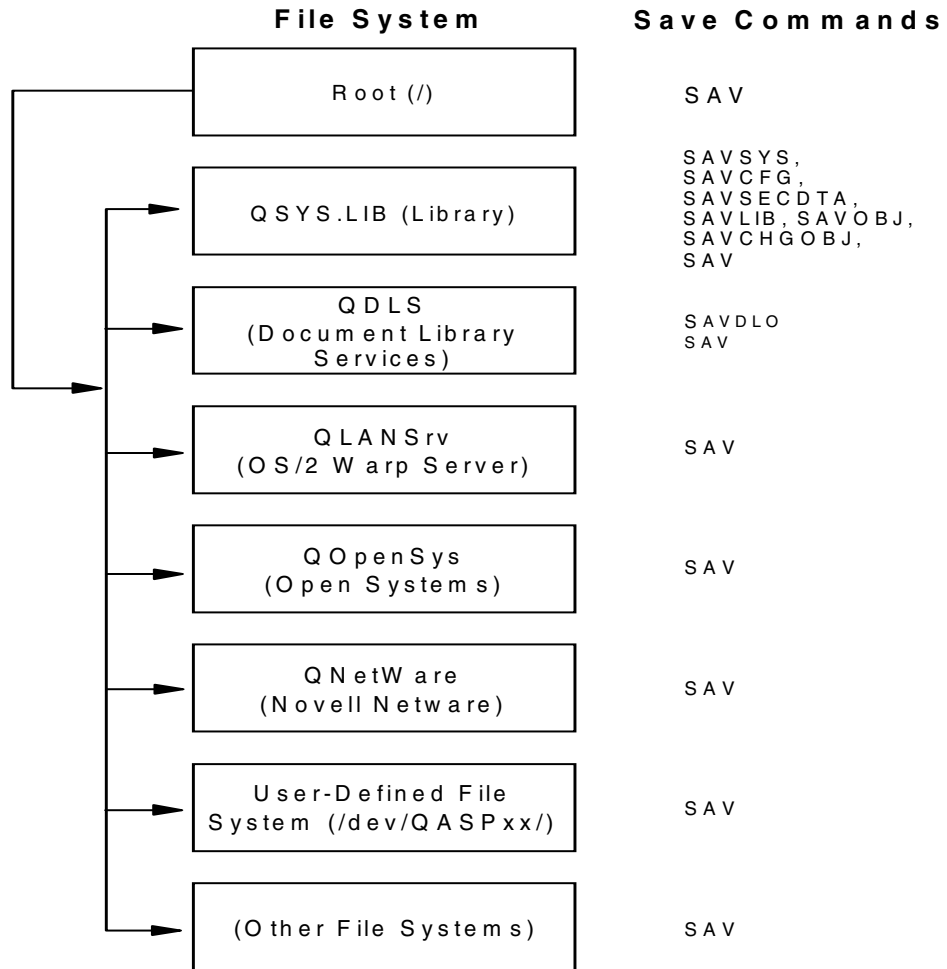 File System Save Commands
Root (/) SAV
QSYS.LIB (Library)
SAVSYS,
SAVCFG,
SAVSECDTA,
SAVLIB, SAVOBJ,
SAVCHGOBJ,
SAV
QDLS
(Document Library
Services)
SAVDLO
SAV
QLANSrv
(OS/2 Warp Server)
SAV
QOpenSys
(Open Systems)
SAV
QNetWare
(Novell Netware)
SAV
User-Defined File
System (/dev/QASPxx/)
SAV
(Other File Systems) SAV